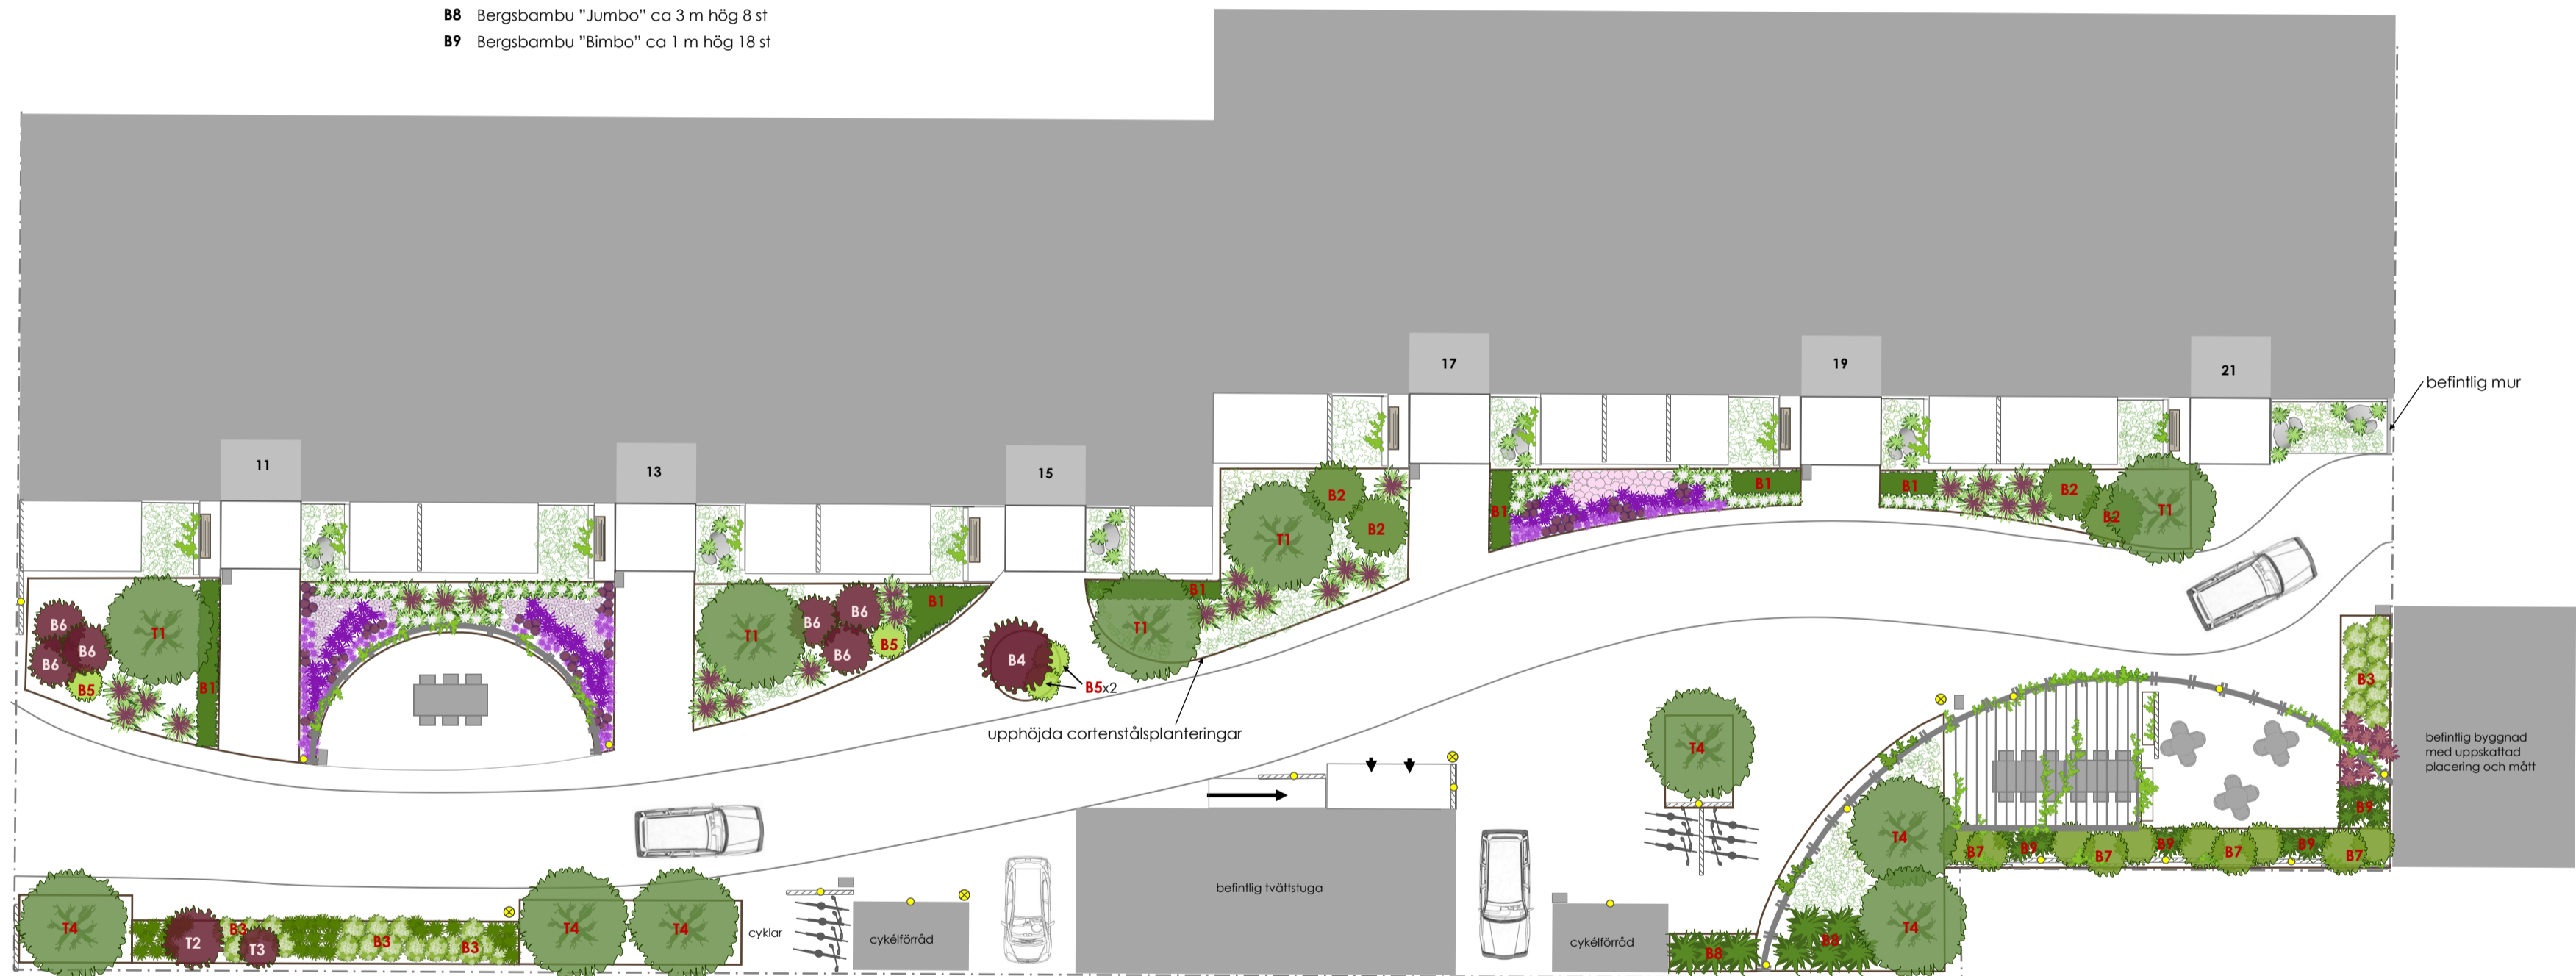 B8 Bergsbambu ”Jumbo” ca 3 m hög 8 st
B9 Bergsbambu ”Bimbo” ca 1 m hög 18 st
17
19
21
befintlig mur
11
13
15
B2
B2
T1
B1
B1
B1
B2
B2
T1
B6
B6
B6
B5
T1
B1
T1
B6
B6
B6
B5
B1
B4
B5x2
T1
B1
upphöjda cortenstålsplanteringar
T4
B3
befintlig byggnad
med uppskattad
placering och mått
B9
T4
B7
B9
B7
B9
B7
B9
B7
befintlig tvättstuga
T4
T2
B3
T3
B3
B3
T4
T4
cyklar
cykélförråd
cykélförråd
B8
B8
T4